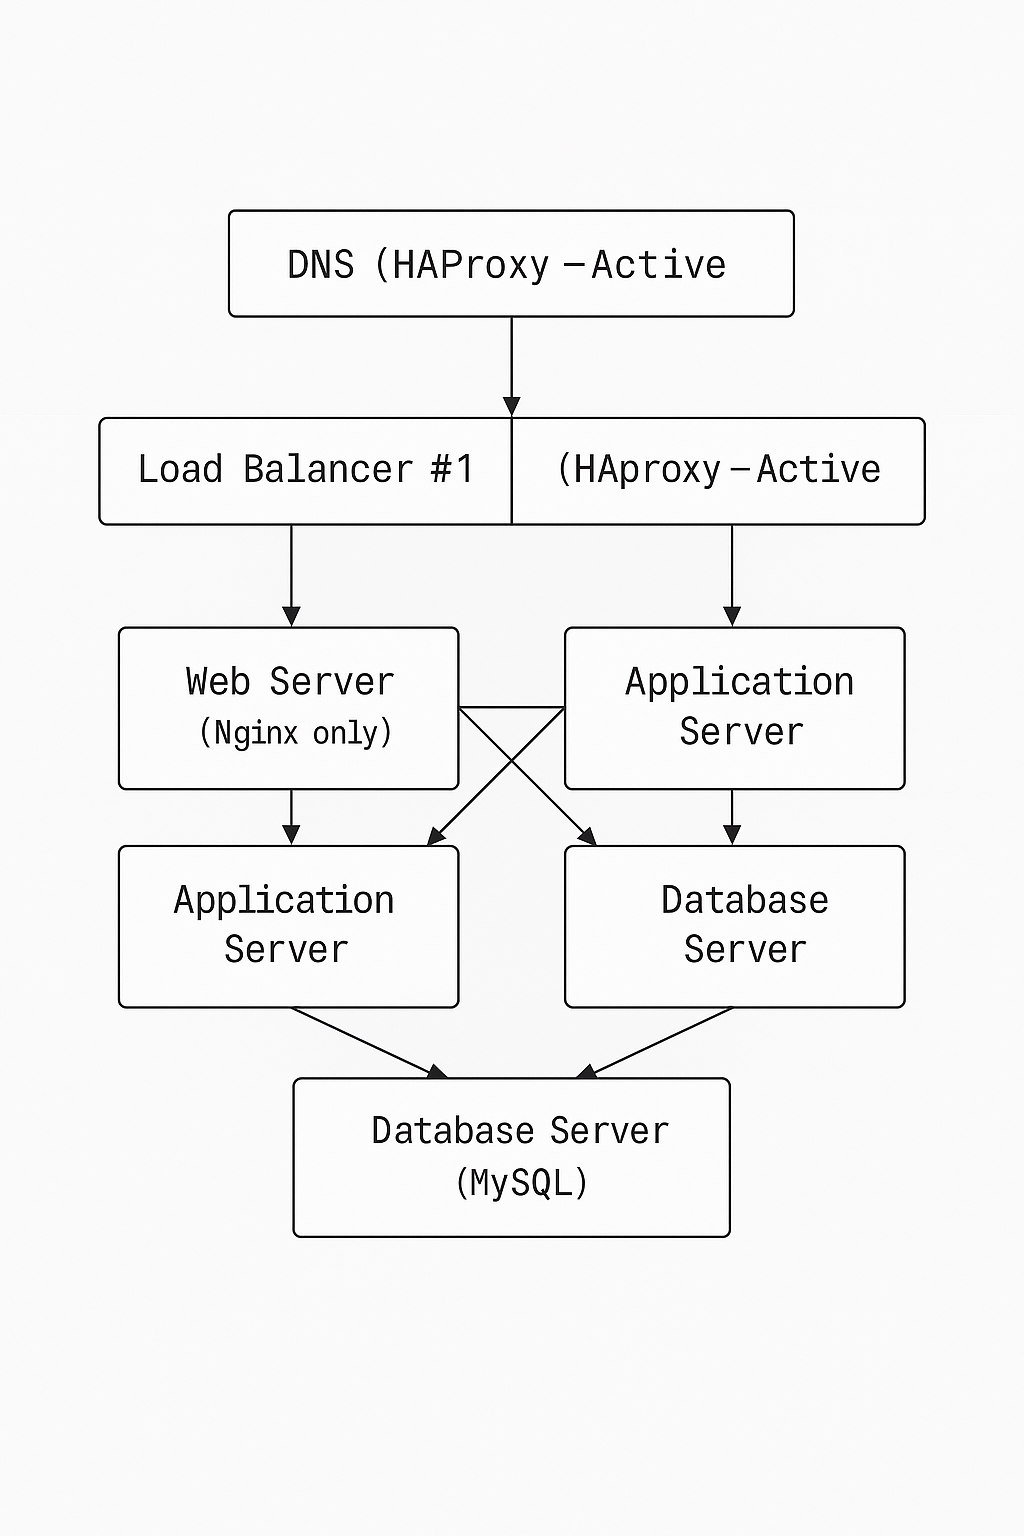 DNS (HAProxy – Active
Load Balancer #1
(HAproxy – Active
Web Server
(Nginx only)
Application
Server
Application
Server
Database
Server
Database Server
(MySQL)